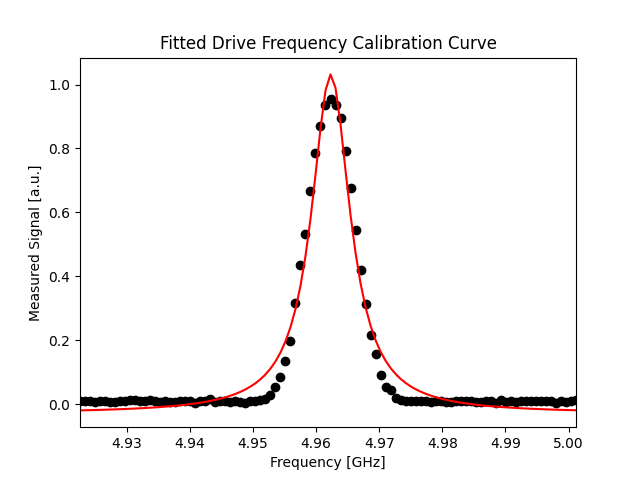 Fitted Drive Frequency Calibration Curve
Measured Signal [a.u.]
1.0
0.8
0.6
0.4
0.2
0.0
4.93 4.94 4.95 4.96 4.97 4.98 4.99 5.00
Frequency [GHz]